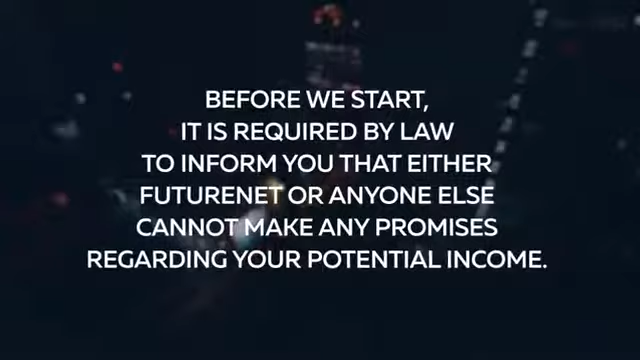 BEFORE WE START,
IT IS REQUIRED BY LAW
TO INFORM YOU THAT EITHER
FUTURENET OR ANYONE ELSE
CANNOT MAKE ANY PROMISES
REGARDING YOUR POTENTIAL INCOME.